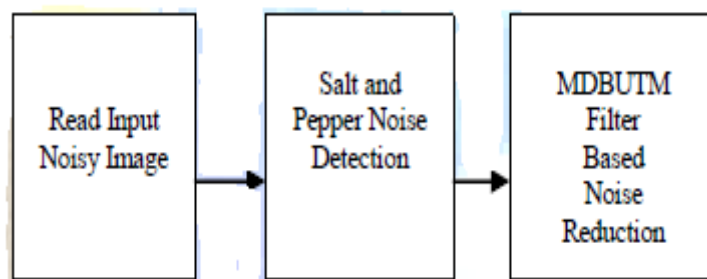 Read Input
Noisy Image
Salt and
Pepper Noise
Detection
MDBUTM
Filter
Based
Noise
Reduction